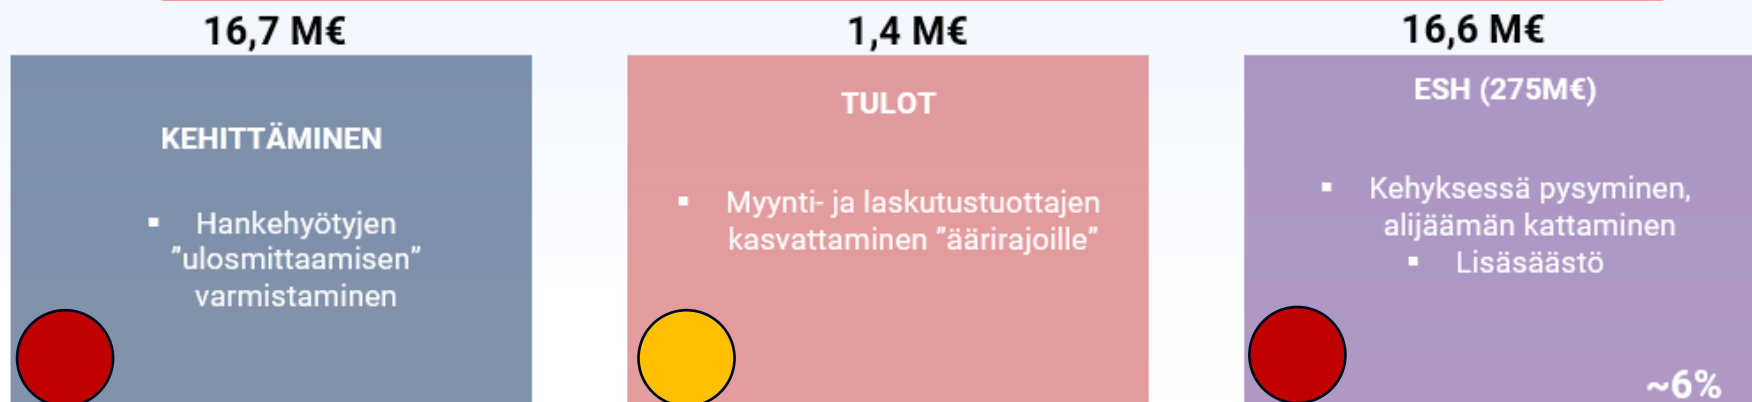 16,7 M€
KEHITTÄMINEN
▪ Hankehyötyjen
”ulosmittaamisen”
varmistaminen
1,4 M€
TULOT
▪ Myynti- ja laskutustuottajen
kasvattaminen ”äärirajoille”
16,6 M€
ESH (275M€)
▪ Kehyksessä pysyminen,
alijäämän kattaminen
▪ Lisäsäästö
~6%